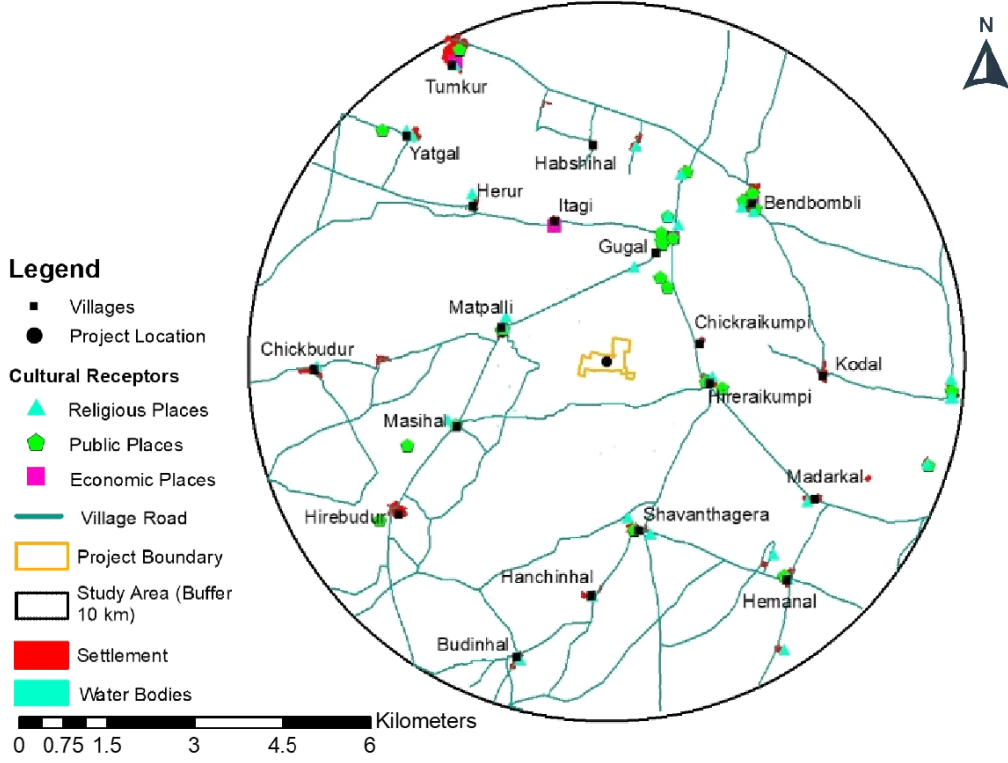 N
Tumkur
Yatgal
Habshihal
Herur
Itagi
Bendbombli
Gugal
Legend
Villages
Project Location
Cultural Receptors
Religious Places
Public Places
Economic Places
Village Road
Project Boundary
Study Area (Buffer
10 km)
Settlement
Water Bodies
Matpalli
Chickraikumpi
Chickbudur
Kodal
Hireraikumpi
Masihal
Madarkal
Hirebudur
Shavanthagera
Hanchinhal
Hemanal
Budinhal
Kilometers
0 0.75 1.5 3 4.5 6